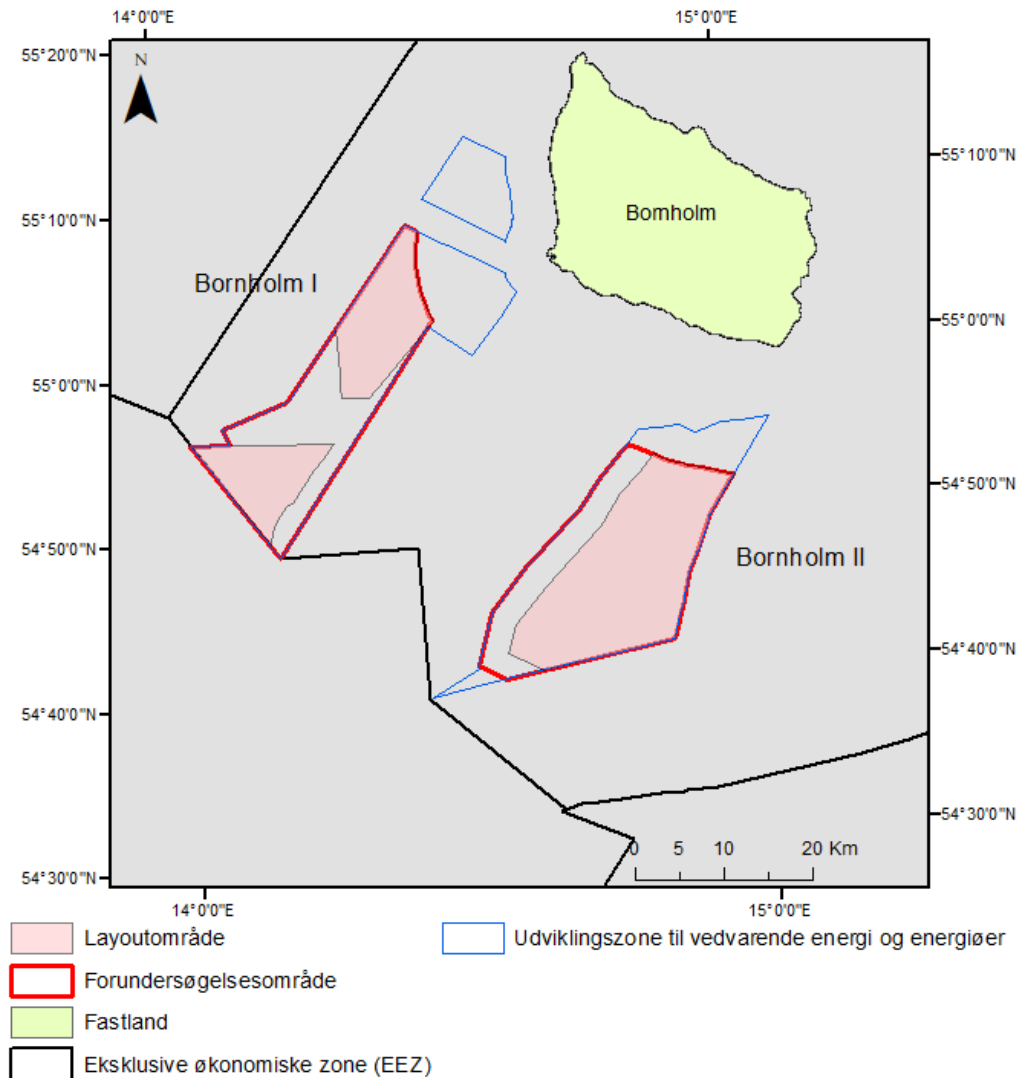 14°0'0"E 15°0'0"E
55°20'0"N
N
55°10'0"N
Bornholm
55°10'0"N
Bornholm I
55°0'0"N
55°0'0"N
54°50'0"N
54°50'0"N
Bornholm II
54°40'0"N
54°40'0"N
54°30'0"N
0 5 10 20 Km
54°30'0"N
14°0'0"E 15°0'0"E
Layoutområde Udviklingszone til vedvarende energi og energiøer
Forundersøgelsesområde
Fastland
Eksklusive økonomiske zone (EEZ)